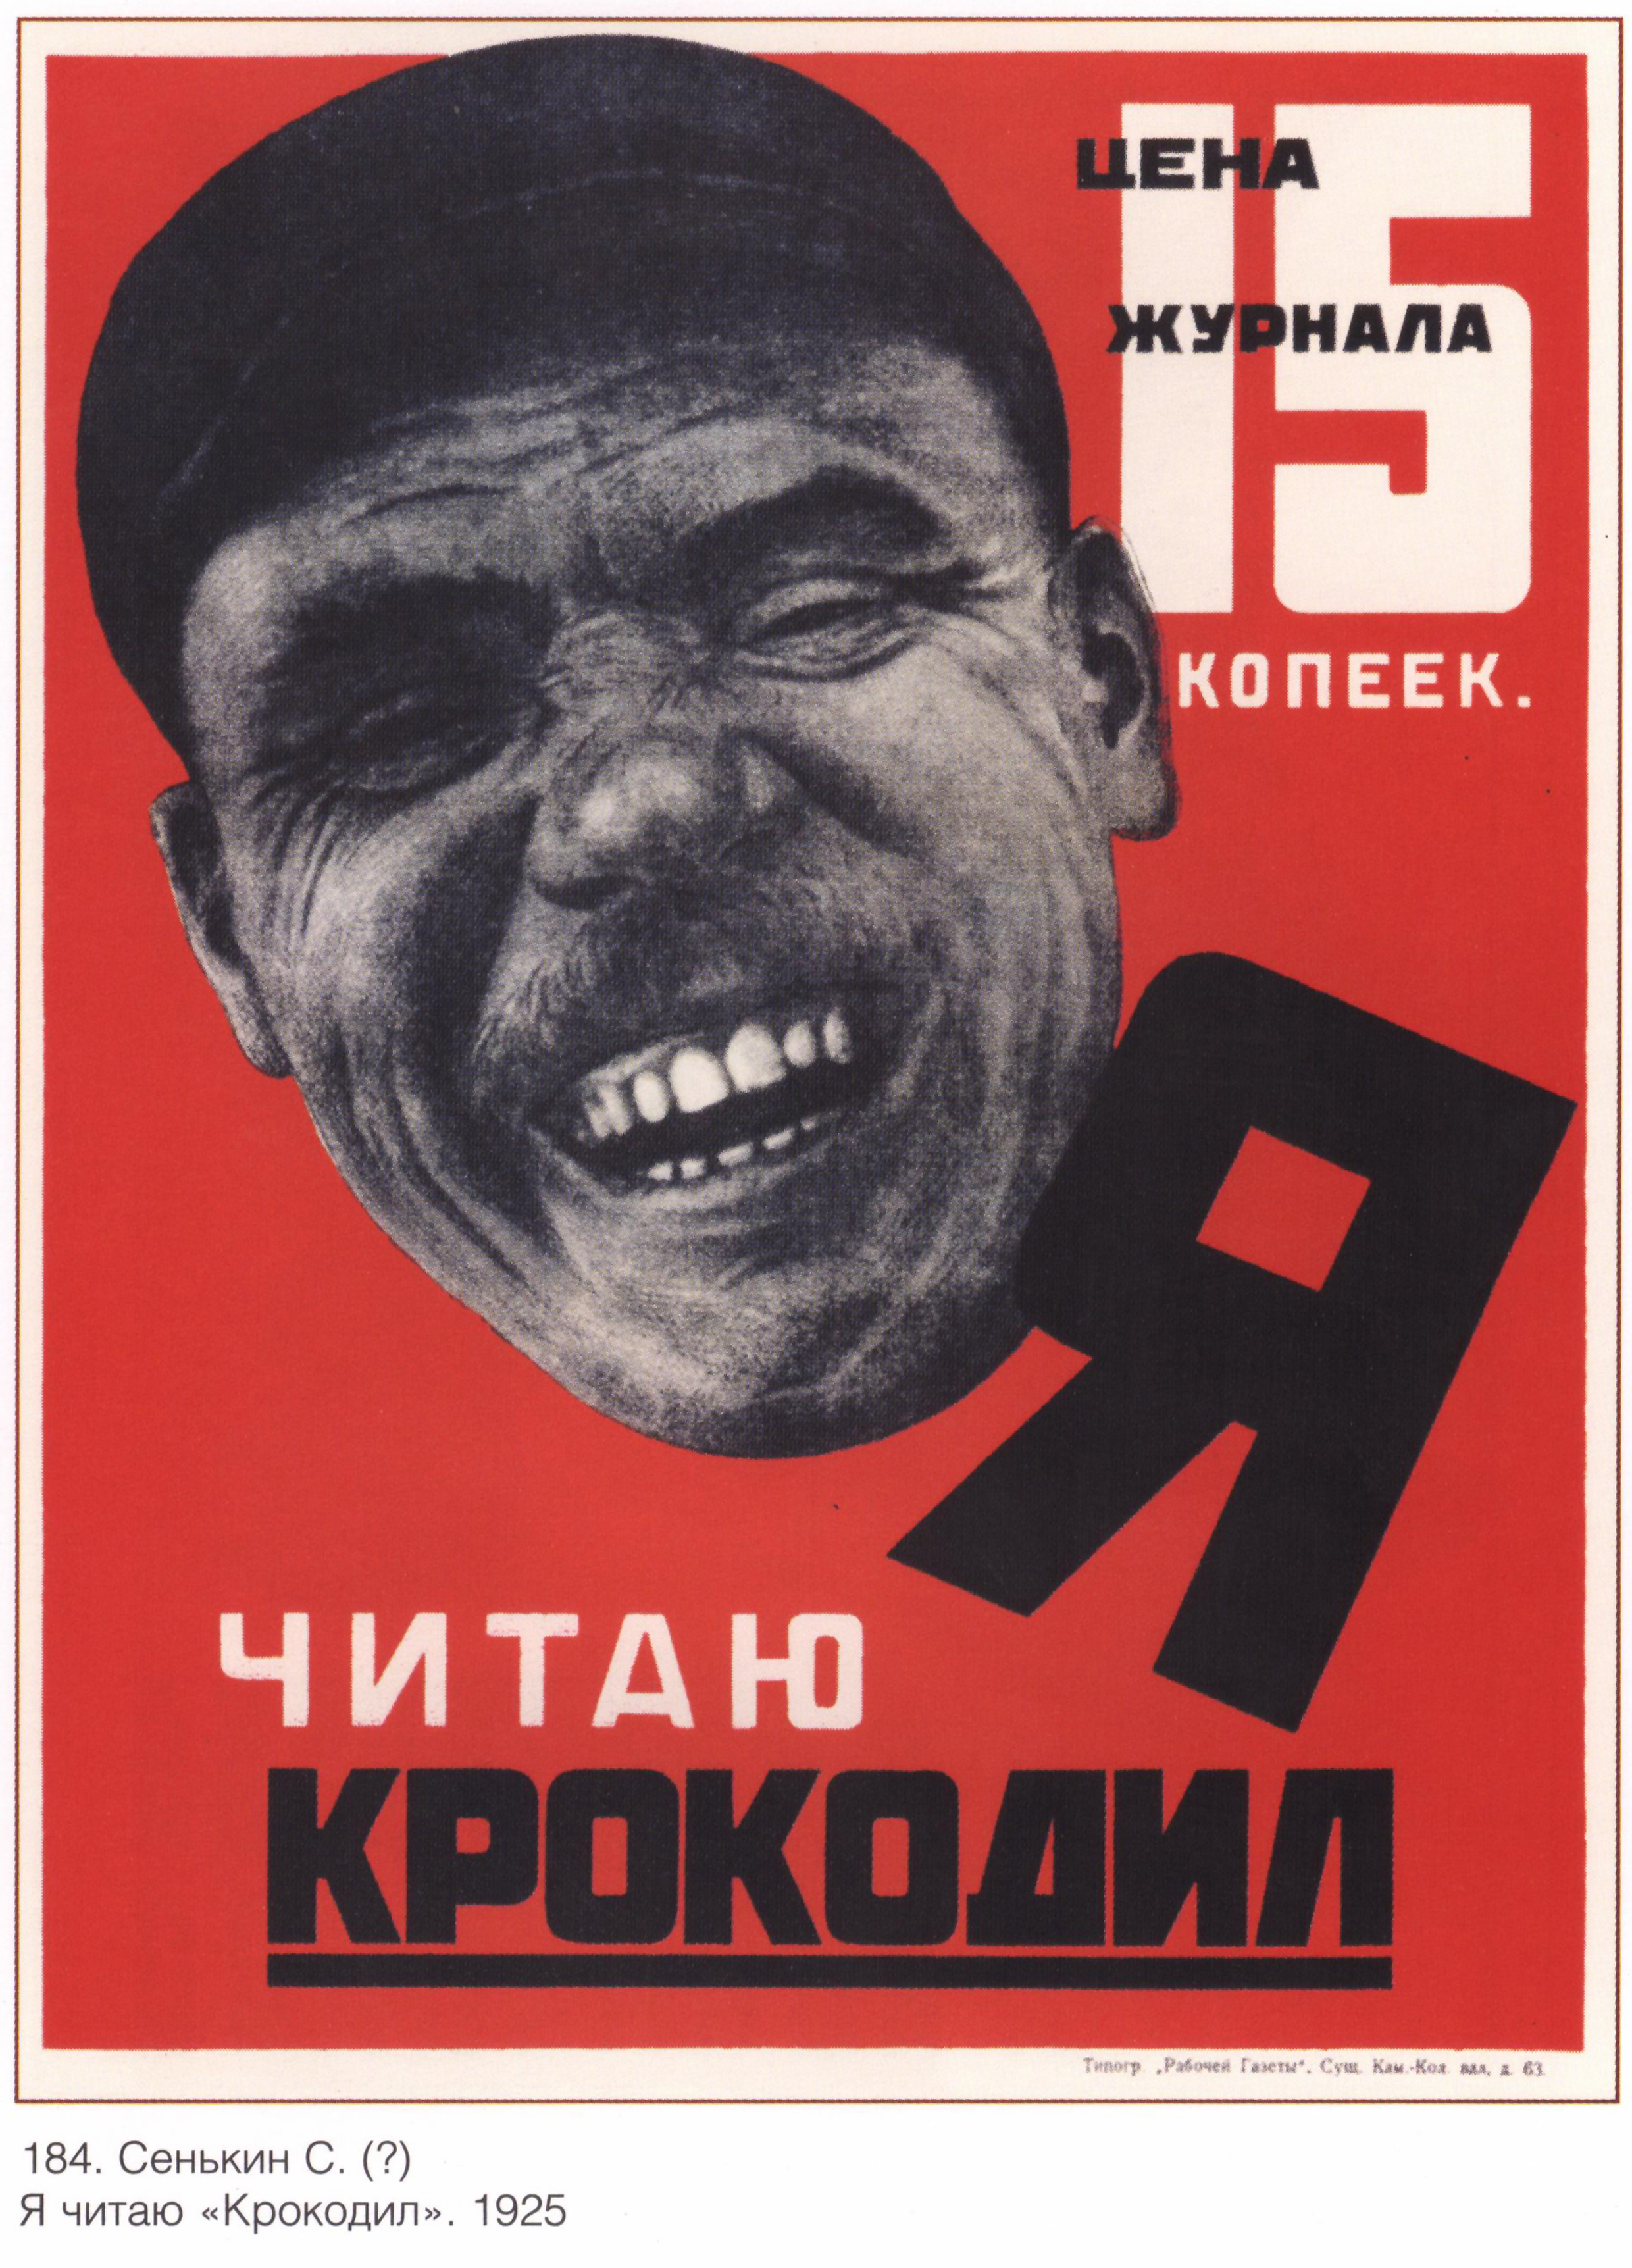 ЦЕНА
15
ЖУРНАЛА
КОПЕЕК.
Я
ЧИТАЮ
КРОКОДИЛ
Типогр. „Рабочей Газеты“. Сущ. Кам.-Кол. вал, д. 63.
184. Сенькин С. (?)
Я читаю «Крокодил». 1925